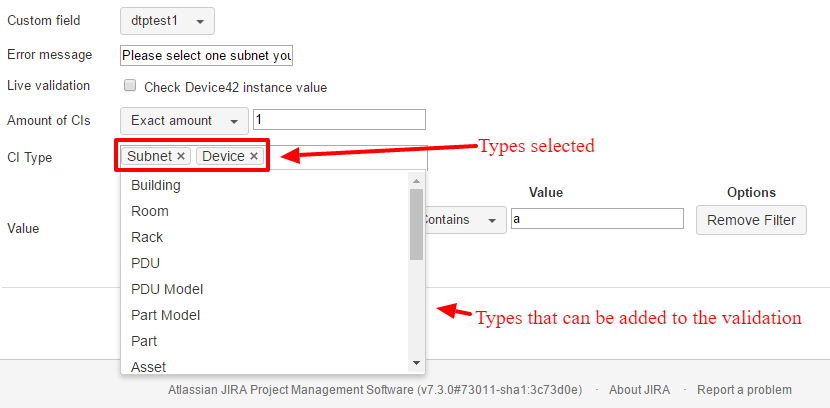 Custom field dtptest1
Error message Please select one subnet you
Live validation Check Device42 instance value
Amount of CIs Exact amount 1
CI Type Subnet × Device × Types selected
Building
Value Options
Room
Value Contains a Remove Filter
Rack
PDU
PDU Model
Part Model Types that can be added to the validation
Part
Asset
Atlassian JIRA Project Management Software (v7.3.0#73011-sha1:3c73d0e) · About JIRA · Report a problem